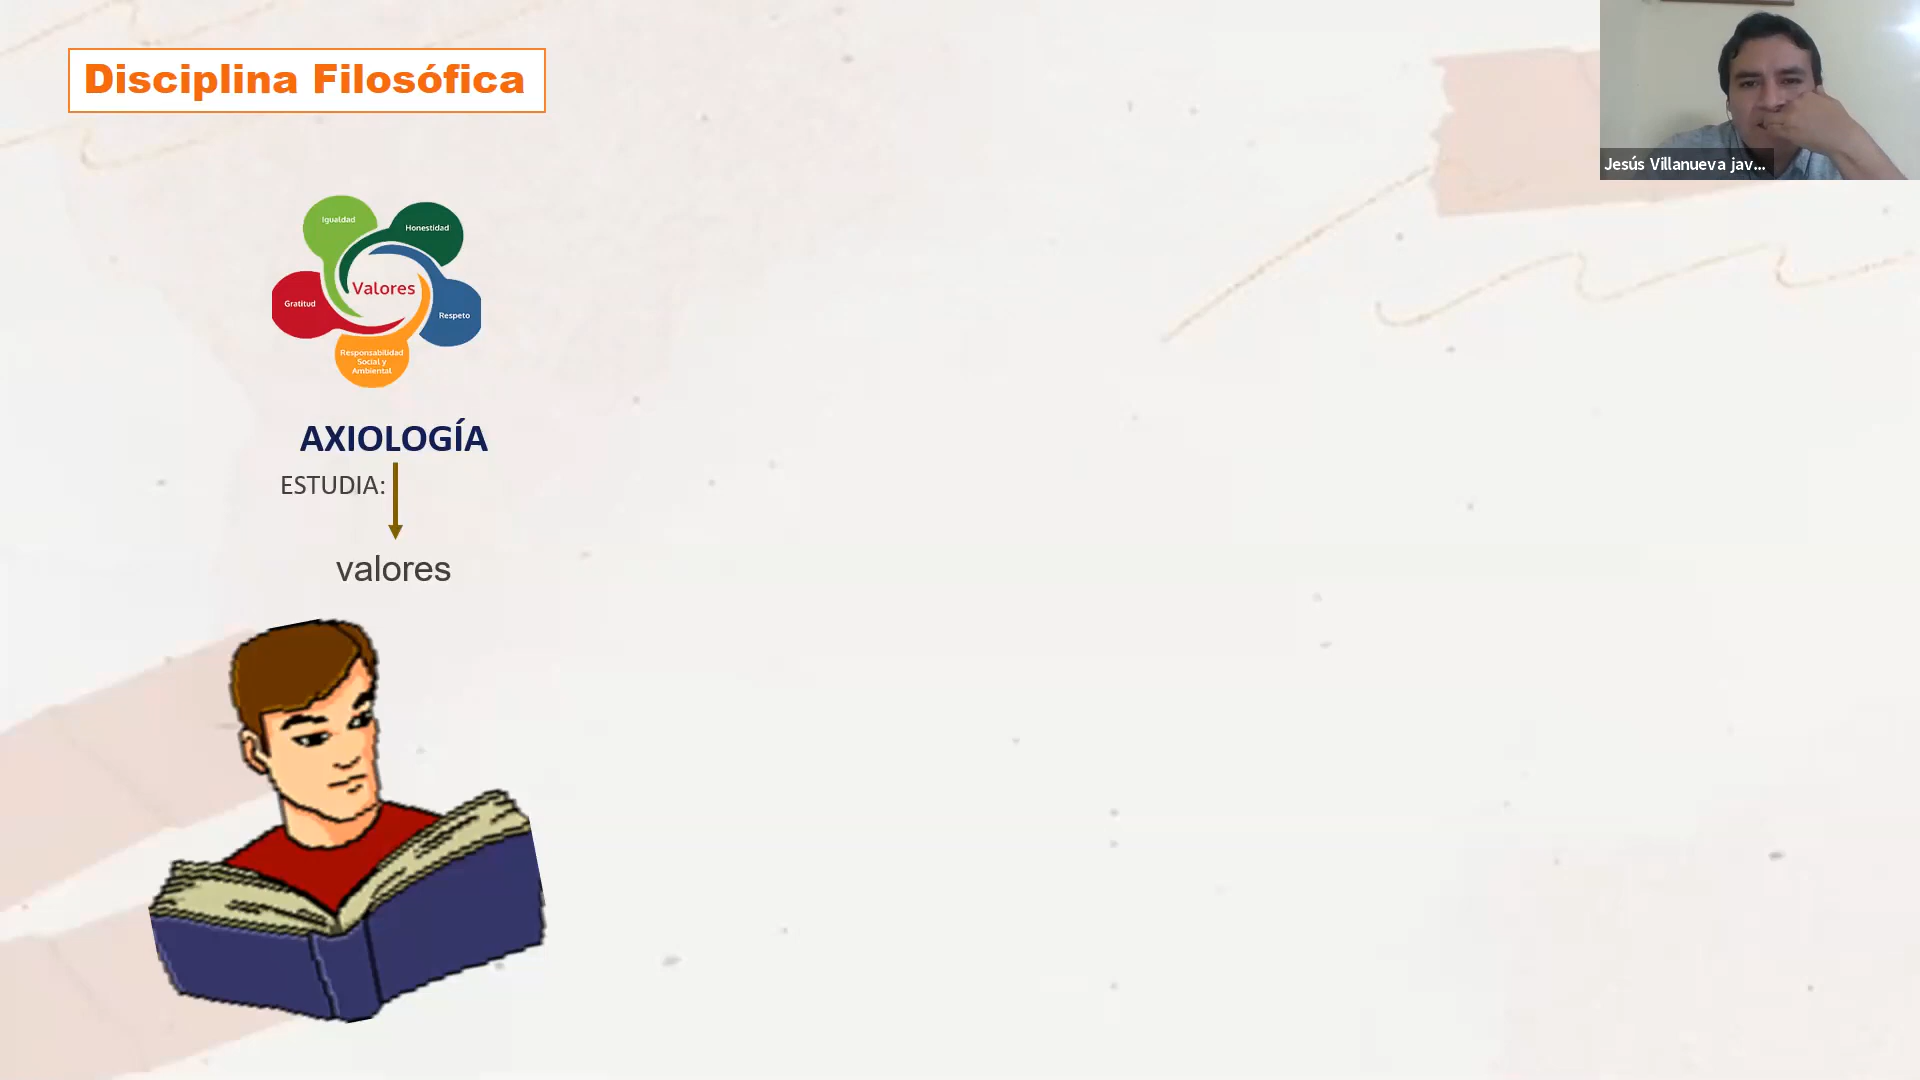 Disciplina Filosófica
Jesús Villanueva jav...
Igualdad
Honestidad
Valores
Gratitud
Respeto
Responsabilidad
Social y
Ambiental
AXIOLOGÍA
ESTUDIA:
valores